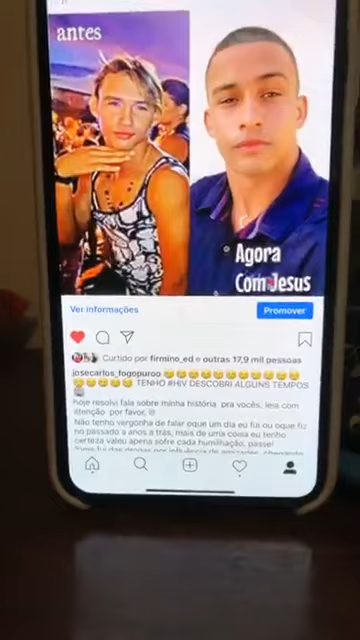 antes
Agora
Com Jesus
Ver informações
Promover
Curtido por firmino_ed e outras 17,9 mil pessoas
josecarlos_fogopuroo
TENHO #HIV DESCOBRI ALGUNS TEMPOS
hoje resolvi fala sobre minha história pra vocês, leia com
attenção por favor.
Não tenho vergonha de falar oque um dia eu fui ou oque fiz
no passado a anos a trás, mais de uma coisa eu tenho
certeza valeu apena sofre cada humilhação, passei